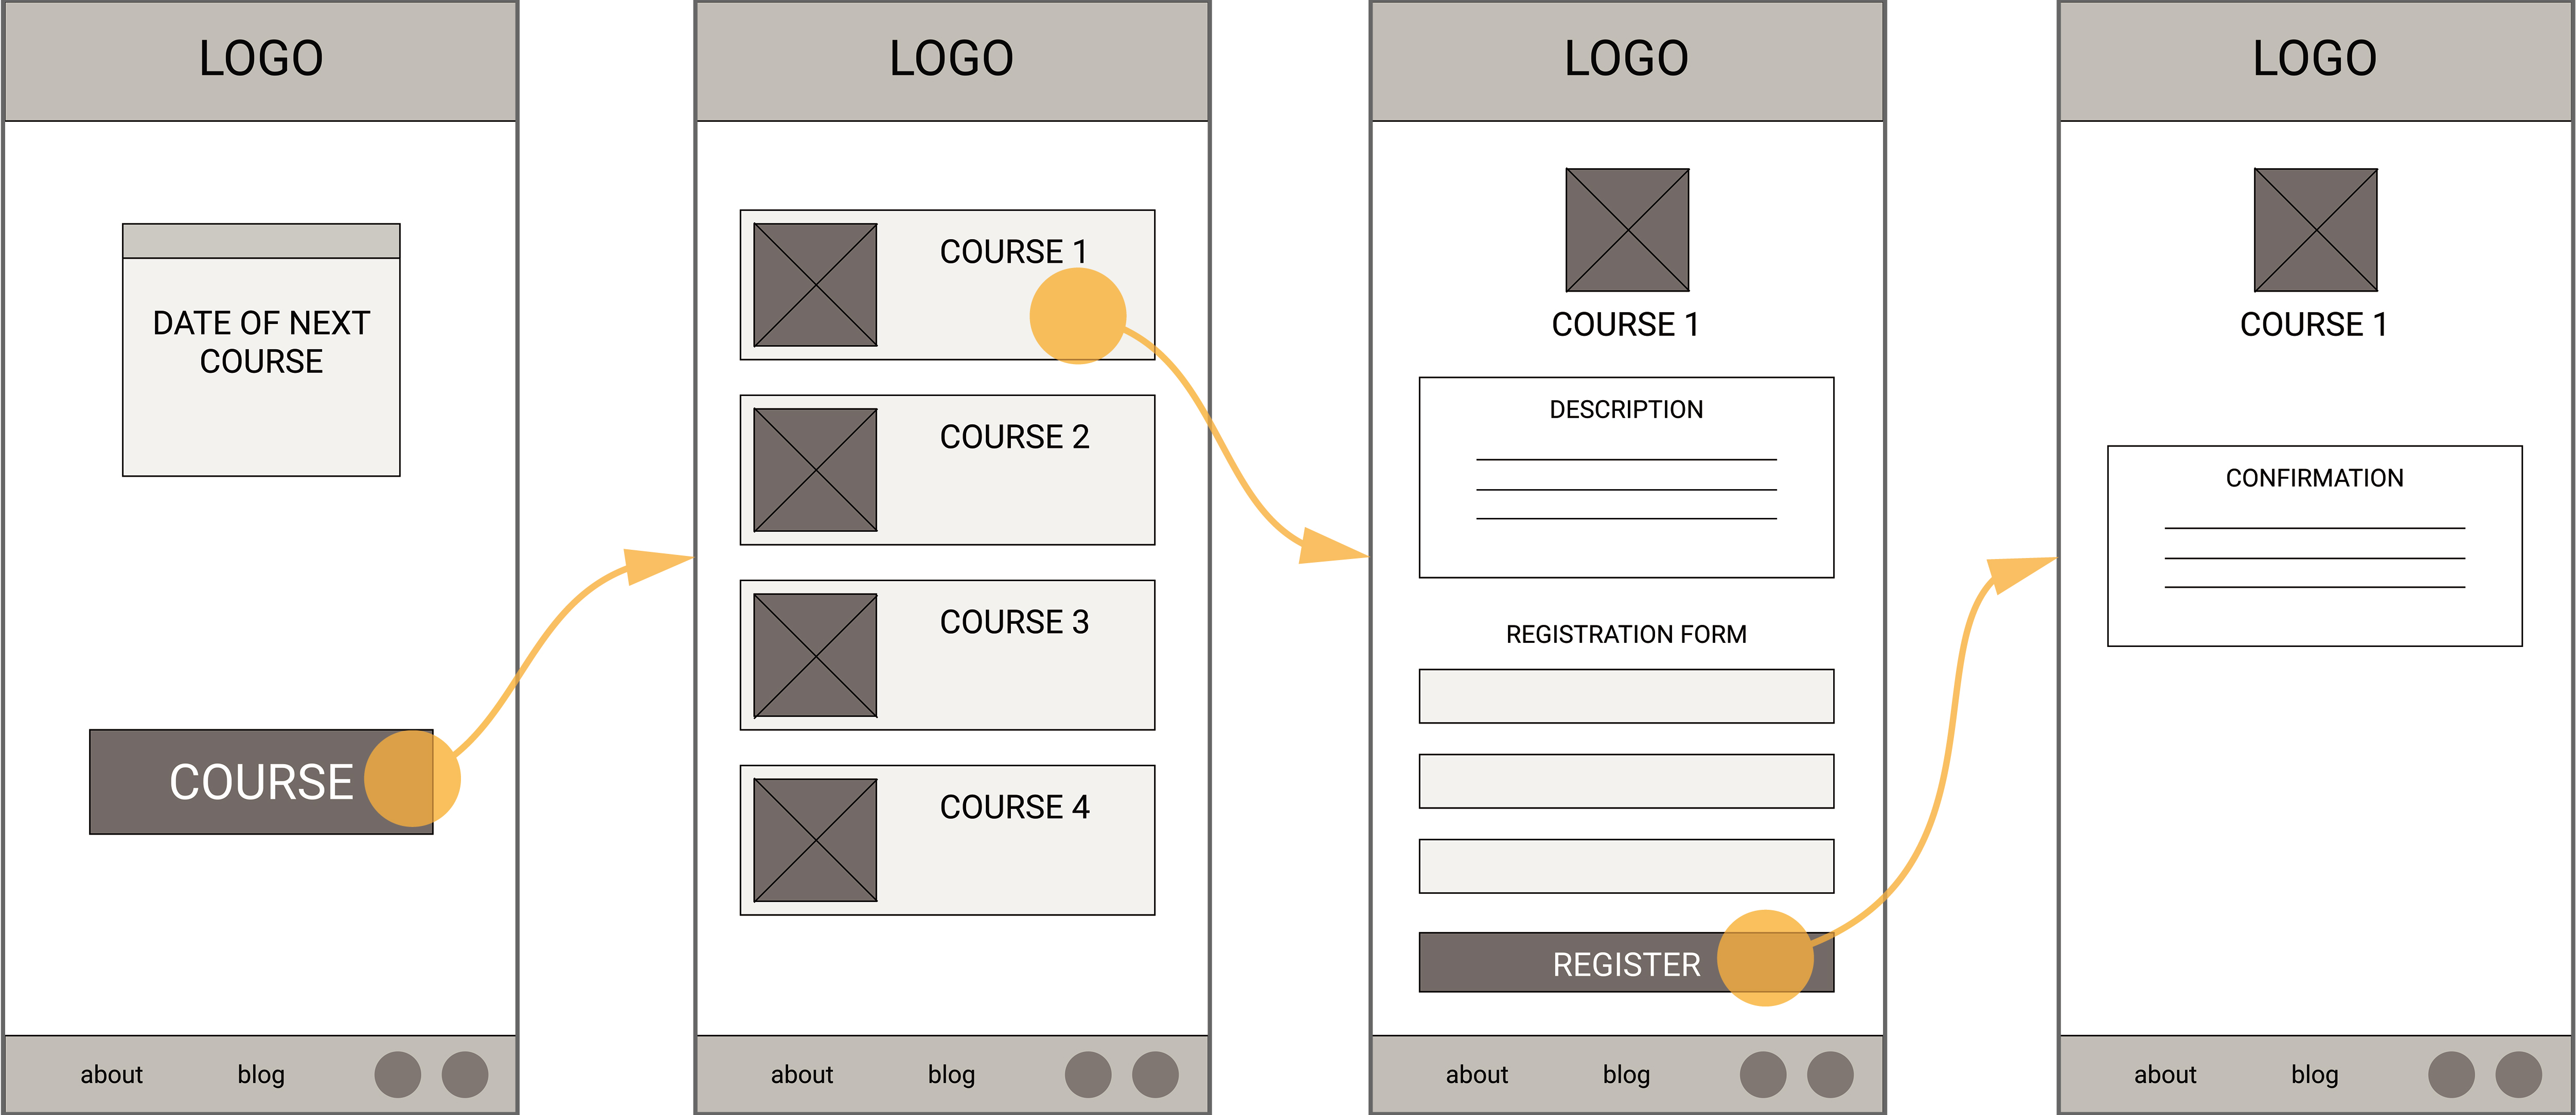 LOGO
DATE OF NEXT
COURSE
COURSE
about
blog
LOGO
COURSE 1
COURSE 2
COURSE 3
COURSE 4
about
blog
LOGO
COURSE 1
DESCRIPTION
REGISTRATION FORM
REGISTER
about
blog
LOGO
COURSE 1
CONFIRMATION
about
blog